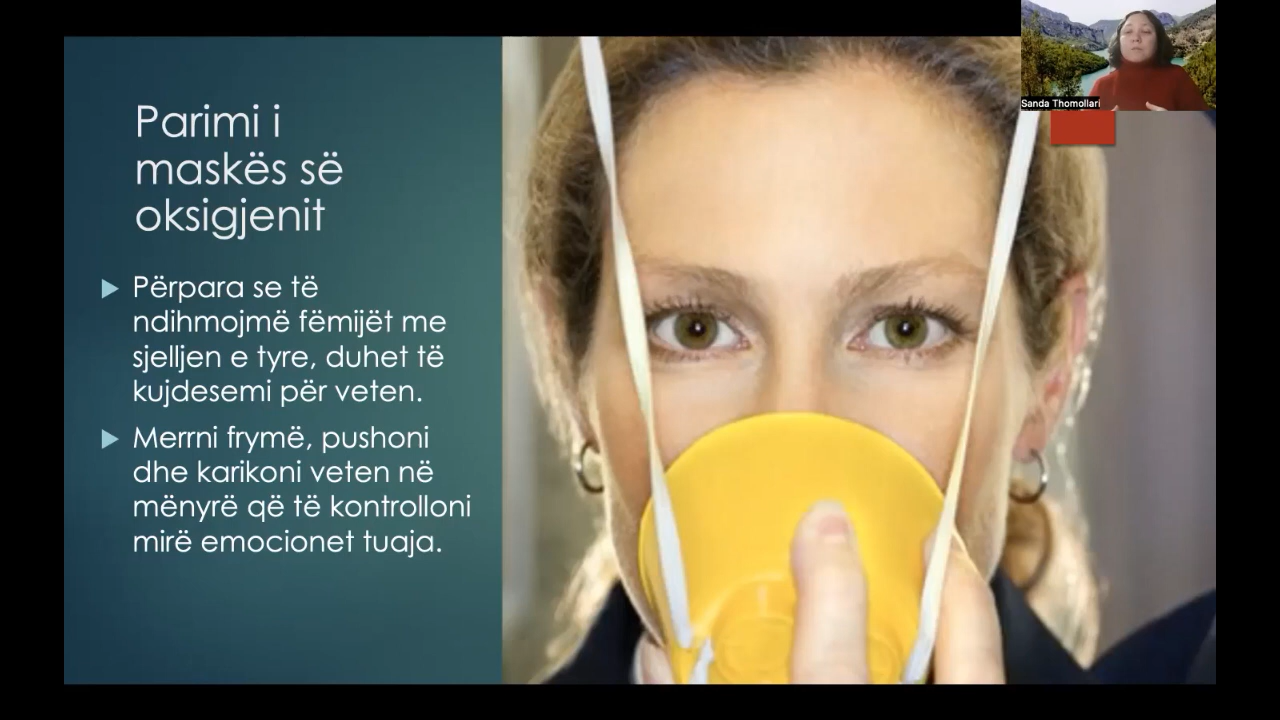 Parimi i
maskës së
oksigjenit
Përpara se të
ndihmojmë fëmijët me
sjelljen e tyre, duhet të
kujdesemi për veten.
Merrni frymë, pushoni
dhe karikoni veten në
mënyrë që të kontrolloni
mirë emocionet tuaja.
Sanda Thomollari